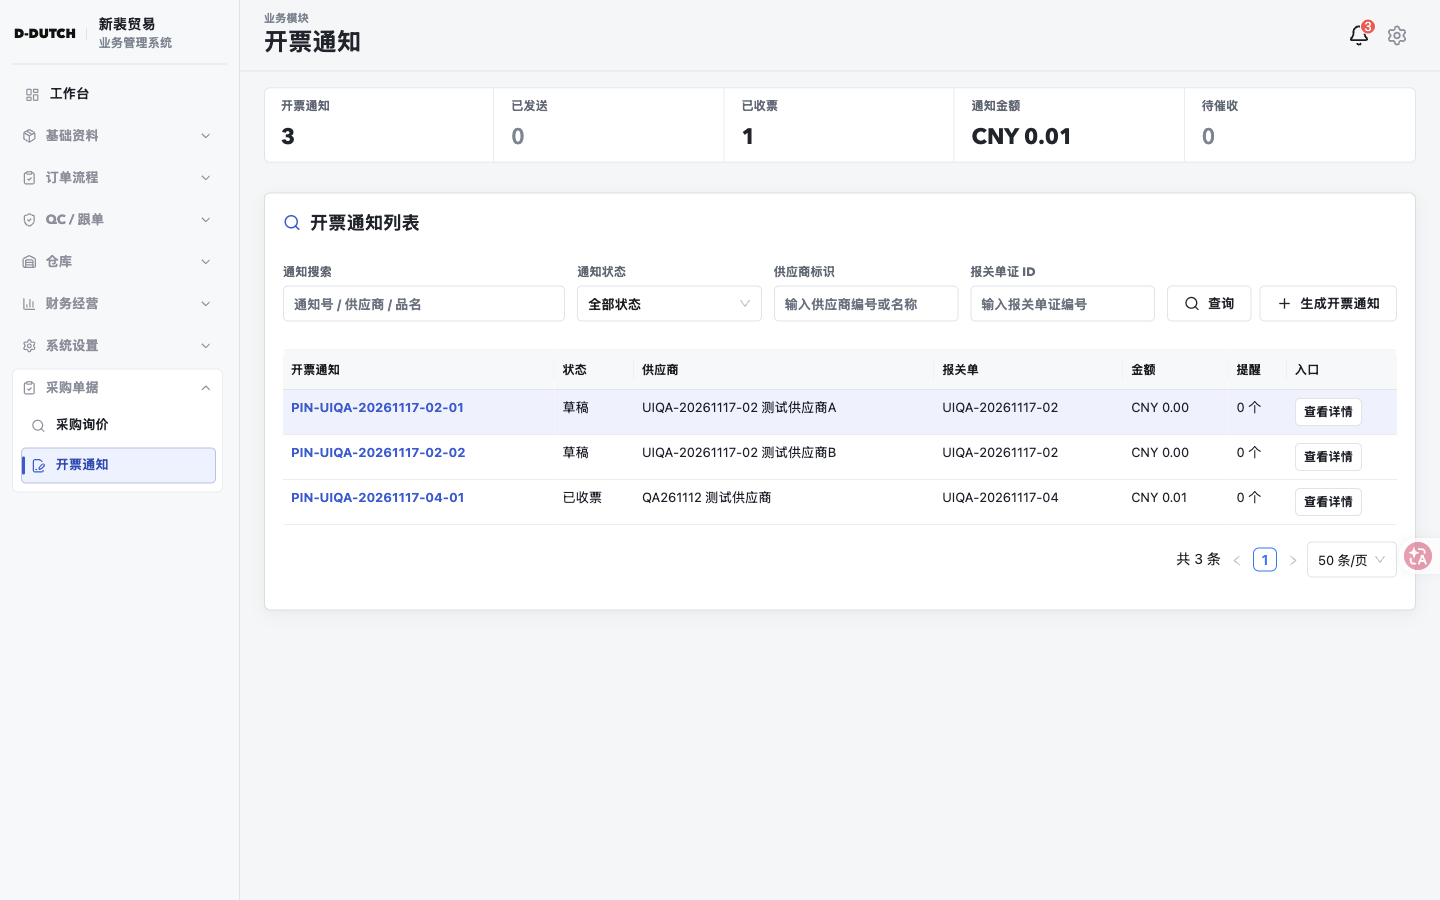 D-DUTCH
新裴贸易
业务管理系统
工作台
基础资料
订单流程
QC / 跟单
仓库
财务经营
系统设置
采购单据
采购询价
开票通知
业务模块
开票通知
3
开票通知
3
已发送
0
已收票
1
通知金额
CNY 0.01
待催收
0
开票通知列表
通知搜索
通知号 / 供应商 / 品名
通知状态
全部状态
供应商标识
输入供应商编号或名称
报关单证 ID
输入报关单证编号
查询
生成开票通知
开票通知 状态 供应商 报关单 金额 提醒 入口
PIN-UIQA-20261117-02-01 草稿 UIQA-20261117-02 测试供应商A UIQA-20261117-02 CNY 0.00 0 个 查看详情
PIN-UIQA-20261117-02-02 草稿 UIQA-20261117-02 测试供应商B UIQA-20261117-02 CNY 0.00 0 个 查看详情
PIN-UIQA-20261117-04-01 已收票 QA261112 测试供应商 UIQA-20261117-04 CNY 0.01 0 个 查看详情
共 3 条 1 50 条/页